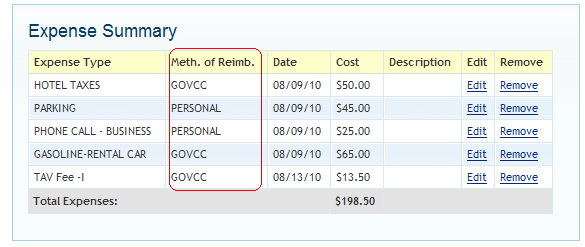 Expense Summary
Expense Type Meth. of Reimb. Date Cost Description Edit Remove
HOTEL TAXES GOVCC 08/09/10 $50.00 Edit Remove
PARKING PERSONAL 08/09/10 $45.00 Edit Remove
PHONE CALL - BUSINESS PERSONAL 08/09/10 $25.00 Edit Remove
GASOLINE-RENTAL CAR GOVCC 08/09/10 $65.00 Edit Remove
TAV Fee -I GOVCC 08/13/10 $13.50 Edit Remove
Total Expenses: $198.50